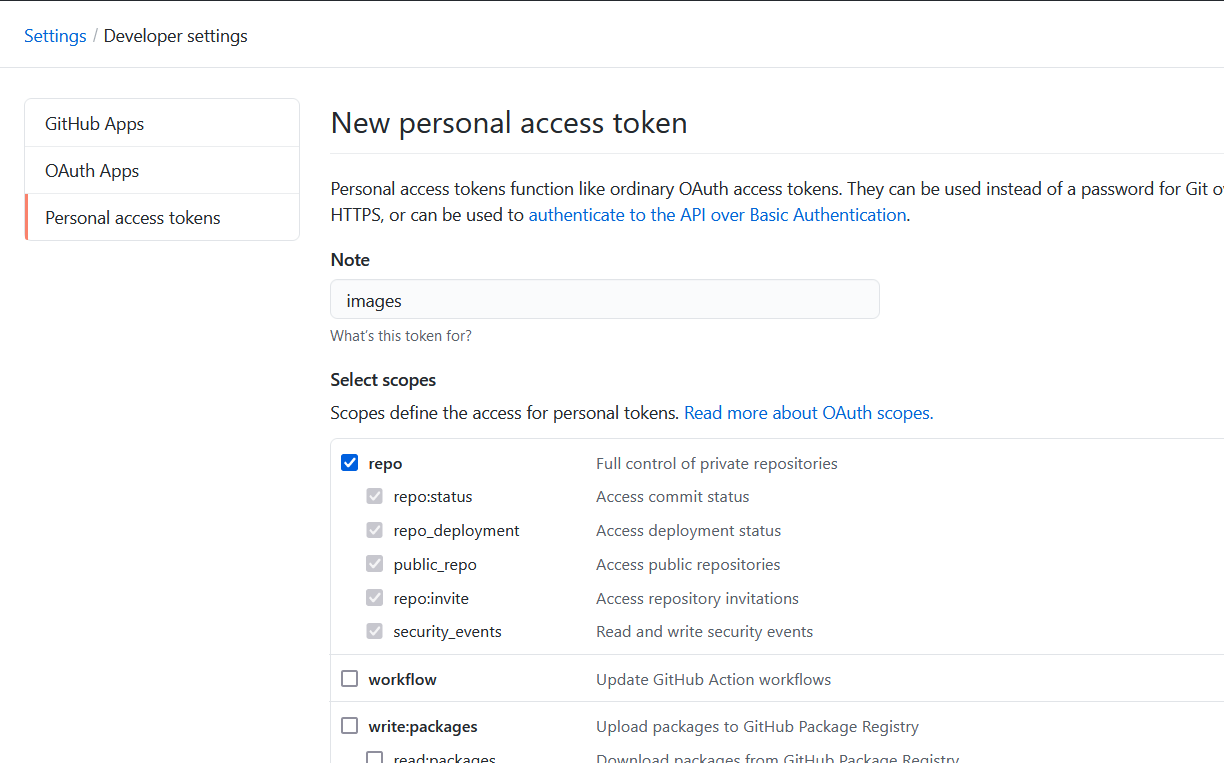 Settings / Developer settings
GitHub Apps
OAuth Apps
Personal access tokens
New personal access token
Personal access tokens function like ordinary OAuth access tokens. They can be used instead of a password for Git
HTTPS, or can be used to authenticate to the API over Basic Authentication.
Note
images
What's this token for?
Select scopes
Scopes define the access for personal tokens. Read more about OAuth scopes.
repo Full control of private repositories
repo:status Access commit status
repo_deployment Access deployment status
public_repo Access public repositories
repo:invite Access repository invitations
security_events Read and write security events
workflow Update GitHub Action workflows
write:packages Upload packages to GitHub Package Registry
read:packages Download packages from GitHub Package Registry